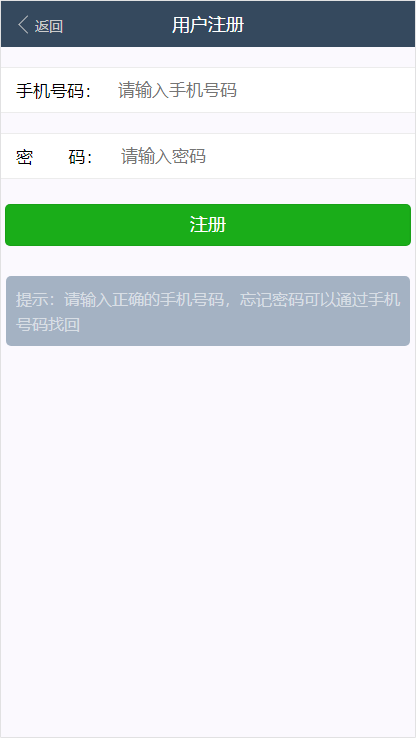 返回 用户注册
手机号码： 请输入手机号码
密 码： 请输入密码
注册
提示：请输入正确的手机号码，忘记密码可以通过手机
号码找回